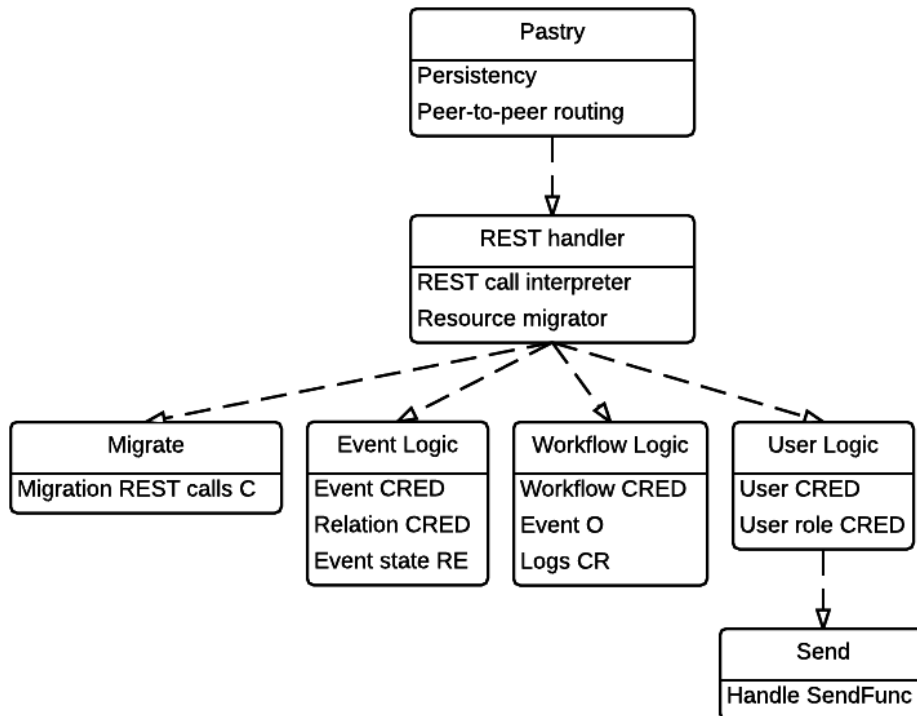 Pastry
Persistency
Peer-to-peer routing
REST handler
REST call interpreter
Resource migrator
Migrate
Migration REST calls C
Event Logic
Event CRED
Relation CRED
Event state RE
Workflow Logic
Workflow CRED
Event O
Logs CR
User Logic
User CRED
User role CRED
Send
Handle SendFunc